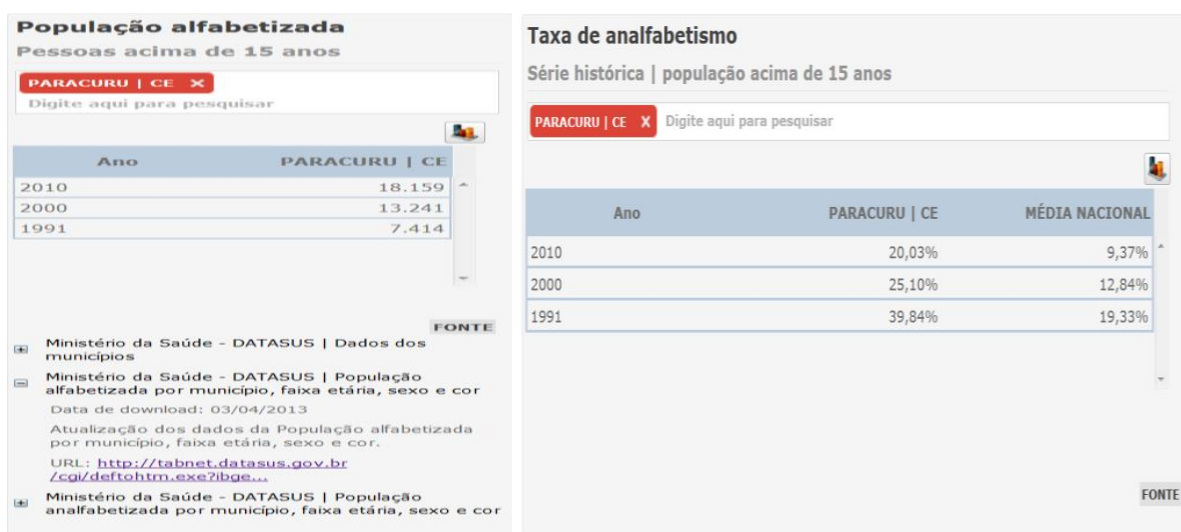 População alfabetizada
Pessoas acima de 15 anos
PARACURU | CE X
Digite aqui para pesquisar
Ano PARACURU | CE
2010 18.159
2000 13.241
1991 7.414
FONTE
Ministério da Saúde - DATASUS | Dados dos
municípios
Ministério da Saúde - DATASUS | População
alfabetizada por município, faixa etária, sexo e cor
Data de download: 03/04/2013
Atualização dos dados da População alfabetizada
por município, faixa etária, sexo e cor.
URL: http://tabnet.datasus.gov.br
/cgi/deftohtm.exe?ibge...
Ministério da Saúde - DATASUS | População
analfabetizada por município, faixa etária, sexo e cor
Taxa de analfabetismo
Série histórica | população acima de 15 anos
PARACURU | CE X Digite aqui para pesquisar
Ano PARACURU | CE MÉDIA NACIONAL
2010 20,03% 9,37%
2000 25,10% 12,84%
1991 39,84% 19,33%
FONTE